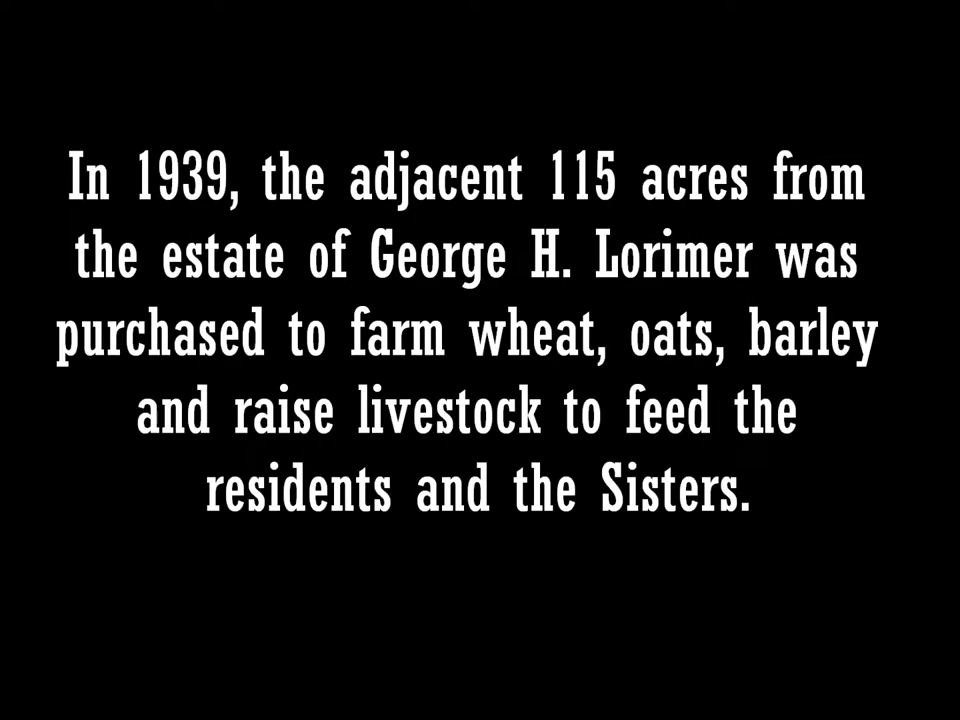 In 1939, the adjacent 115 acres from
the estate of George H. Lorimer was
purchased to farm wheat, oats, barley
and raise livestock to feed the
residents and the Sisters.